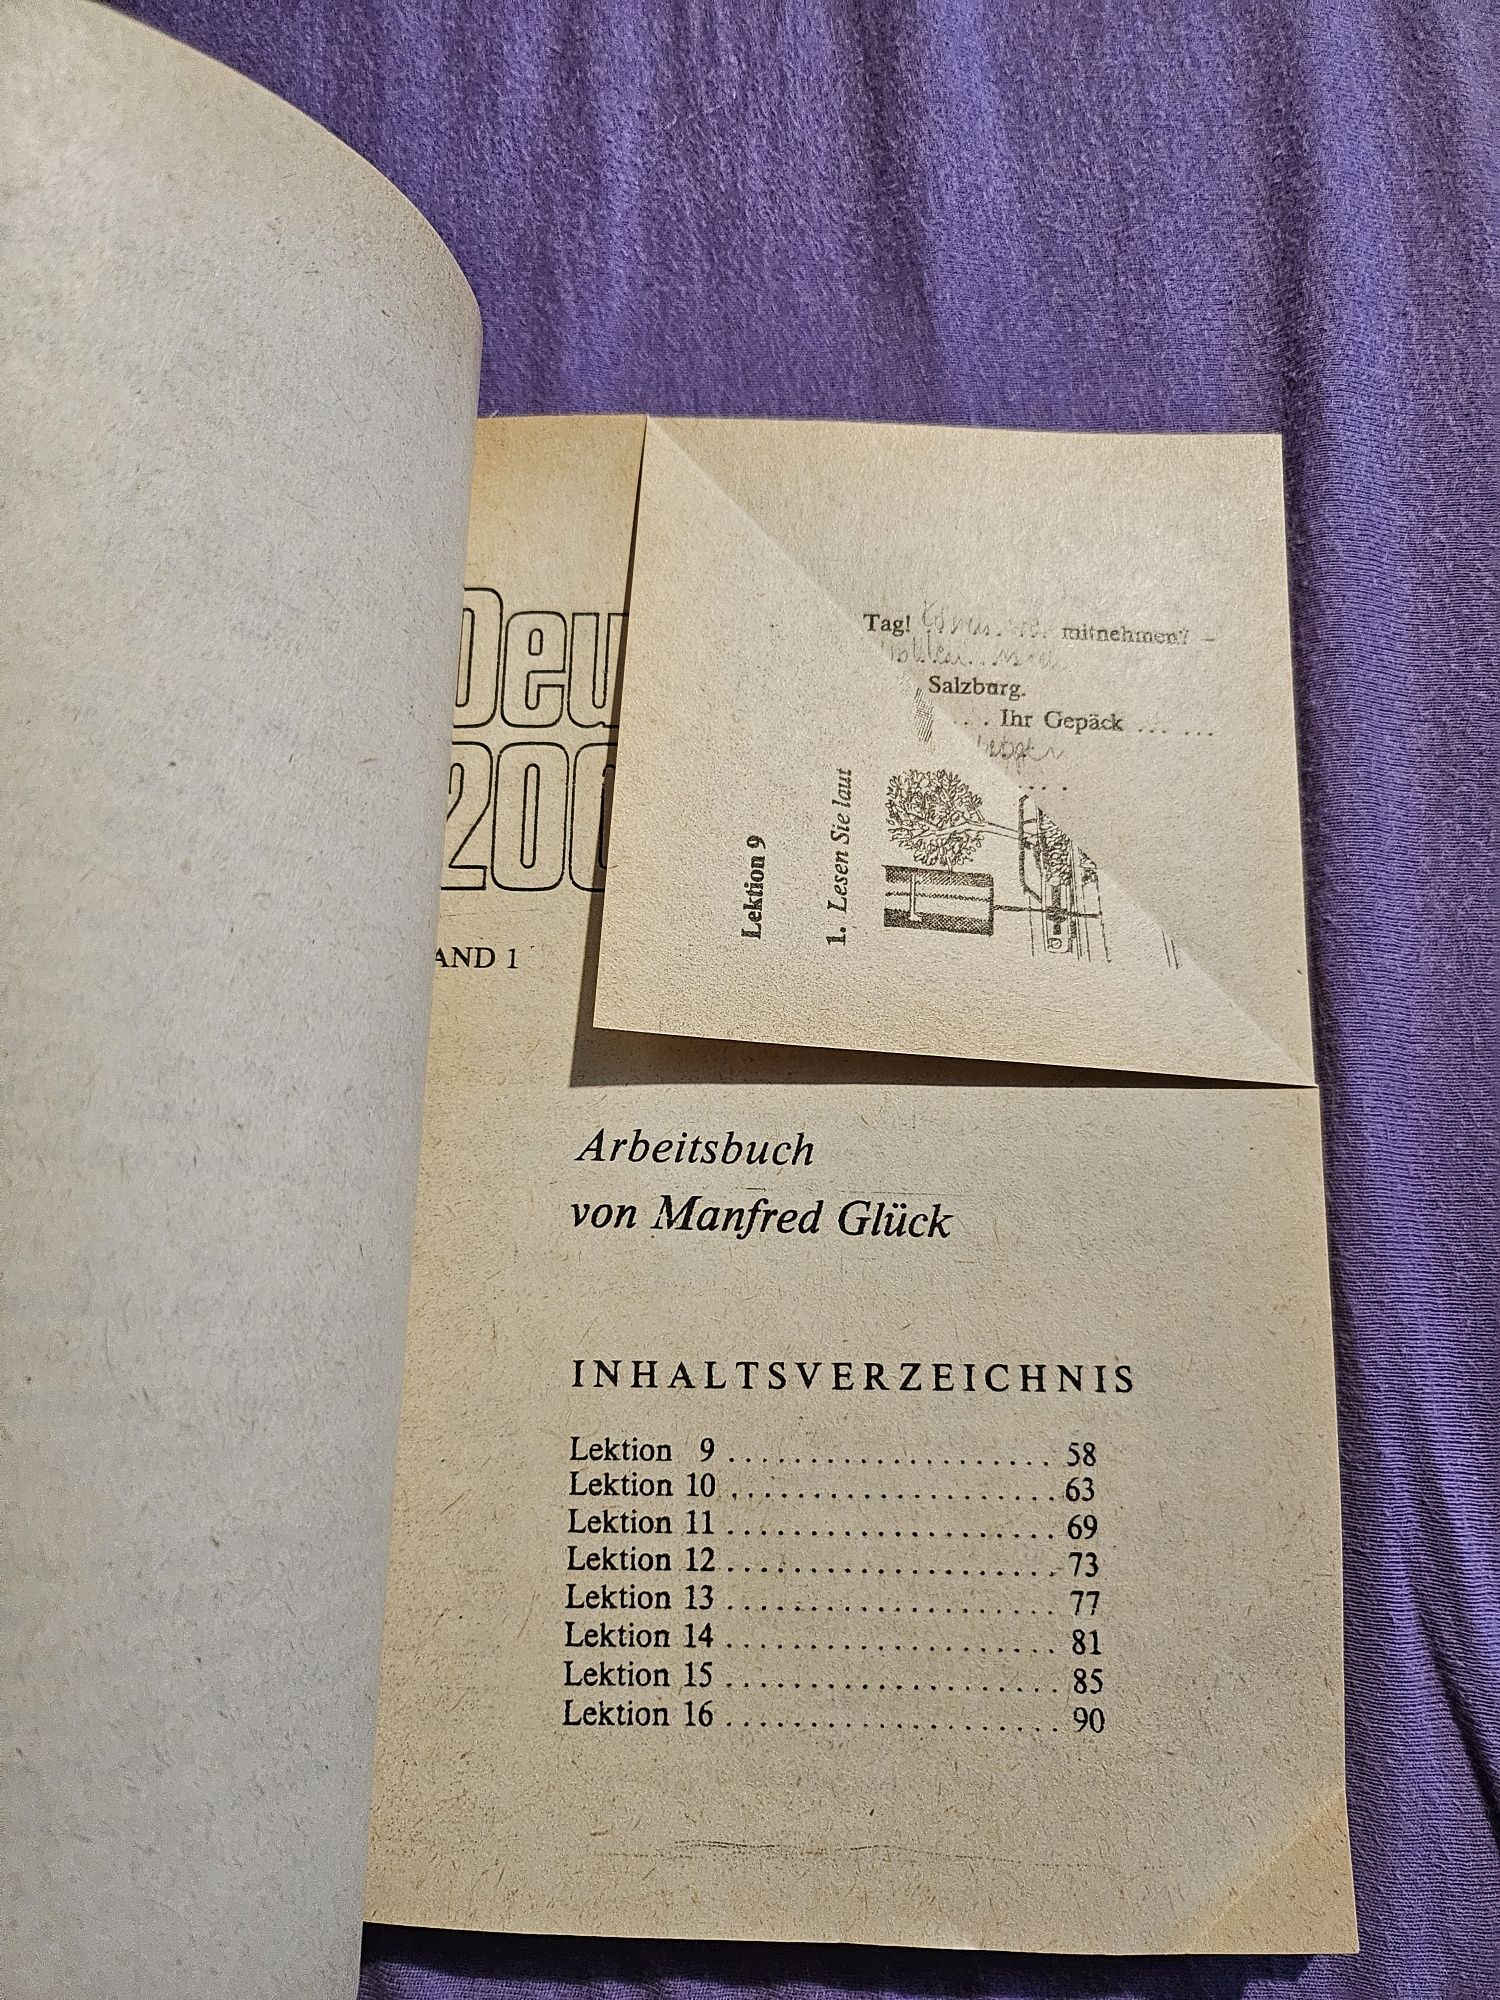 Deu
200
AND 1
Tag! mitnehmen? –
Salzburg.
. . . Ihr Gepäck ... ...
Lektion 9
1. Lesen Sie laut
Arbeitsbuch
von Manfred Glück
INHALTSVERZEICHNIS
Lektion 9 .................... 58
Lektion 10 .................... 63
Lektion 11 .................... 69
Lektion 12 .................... 73
Lektion 13 .................... 77
Lektion 14 .................... 81
Lektion 15 .................... 85
Lektion 16 .................... 90